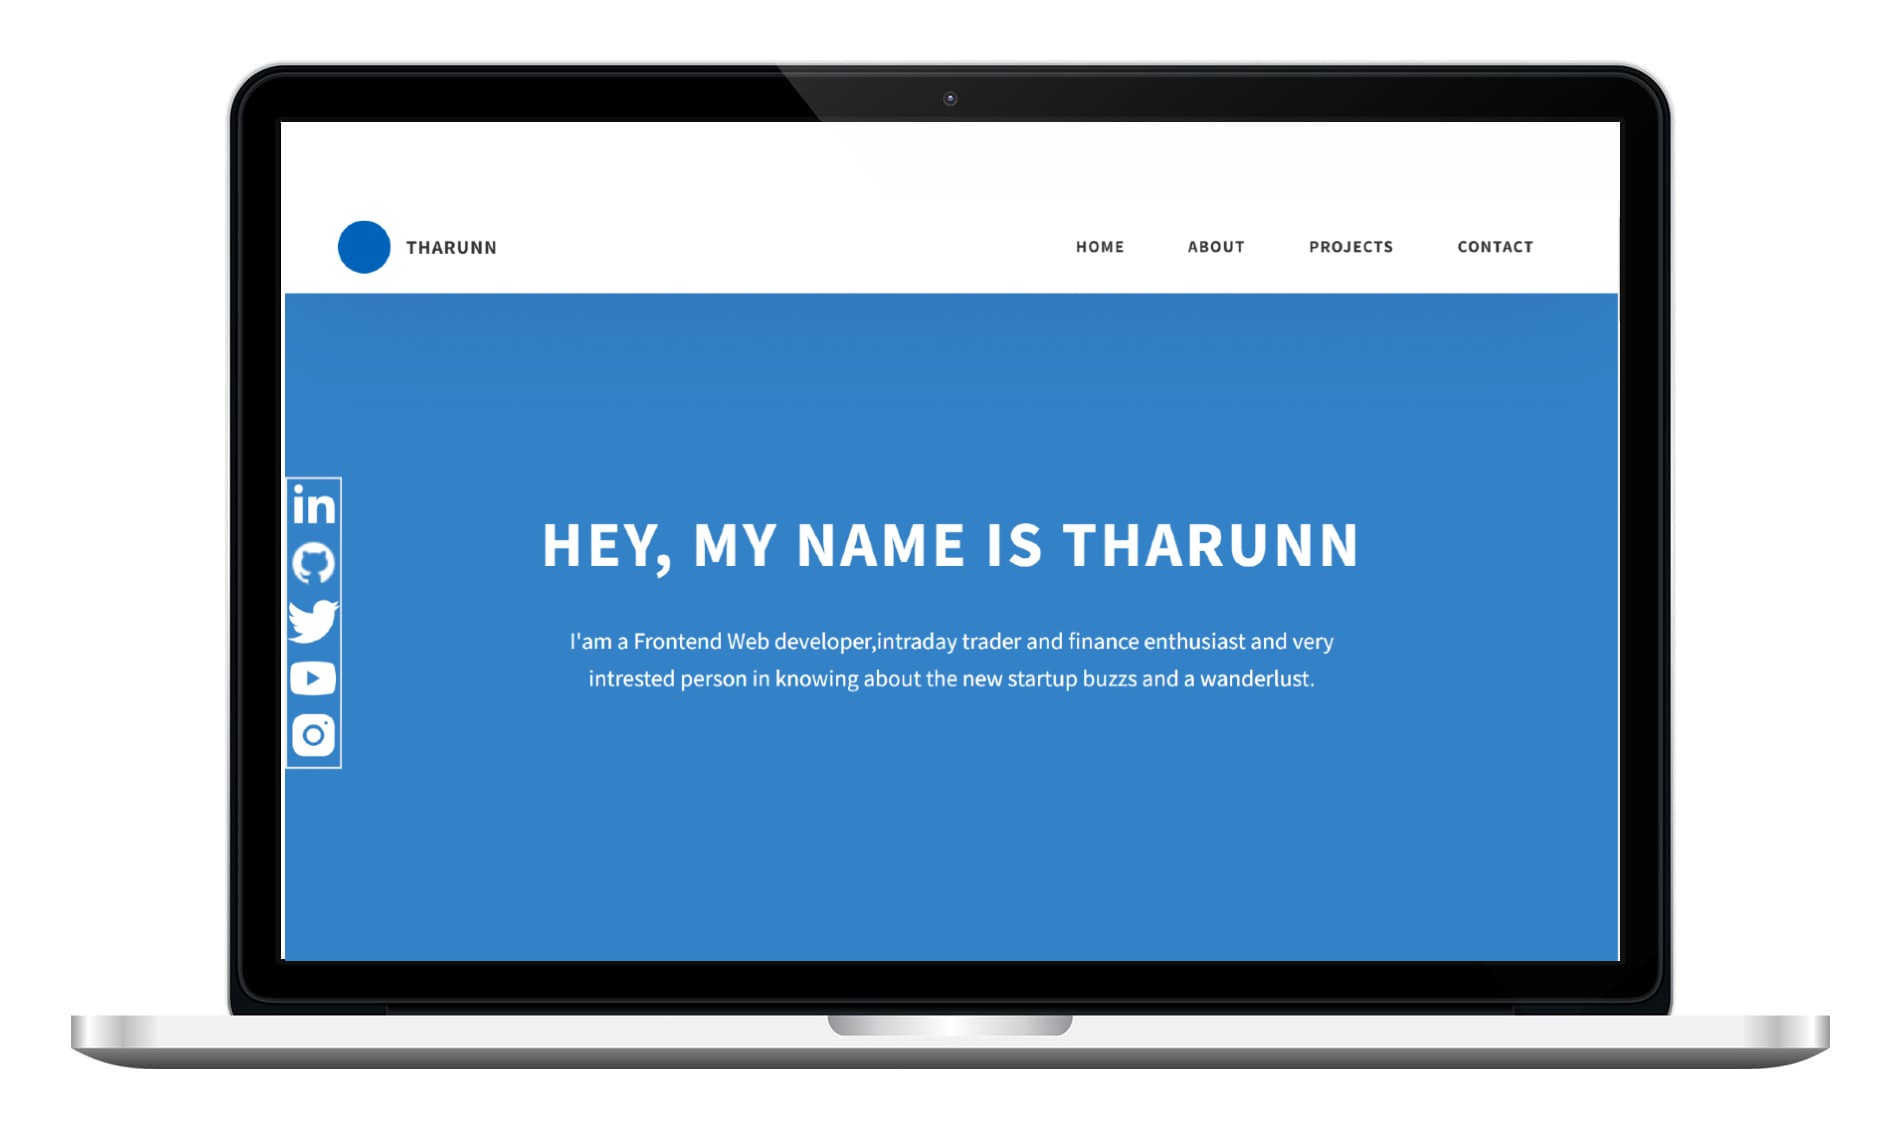 THARUNN
HOME ABOUT PROJECTS CONTACT
in
HEY, MY NAME IS THARUNN
I'am a Frontend Web developer,intraday trader and finance enthusiast and very
intrested person in knowing about the new startup buzzs and a wanderlust.